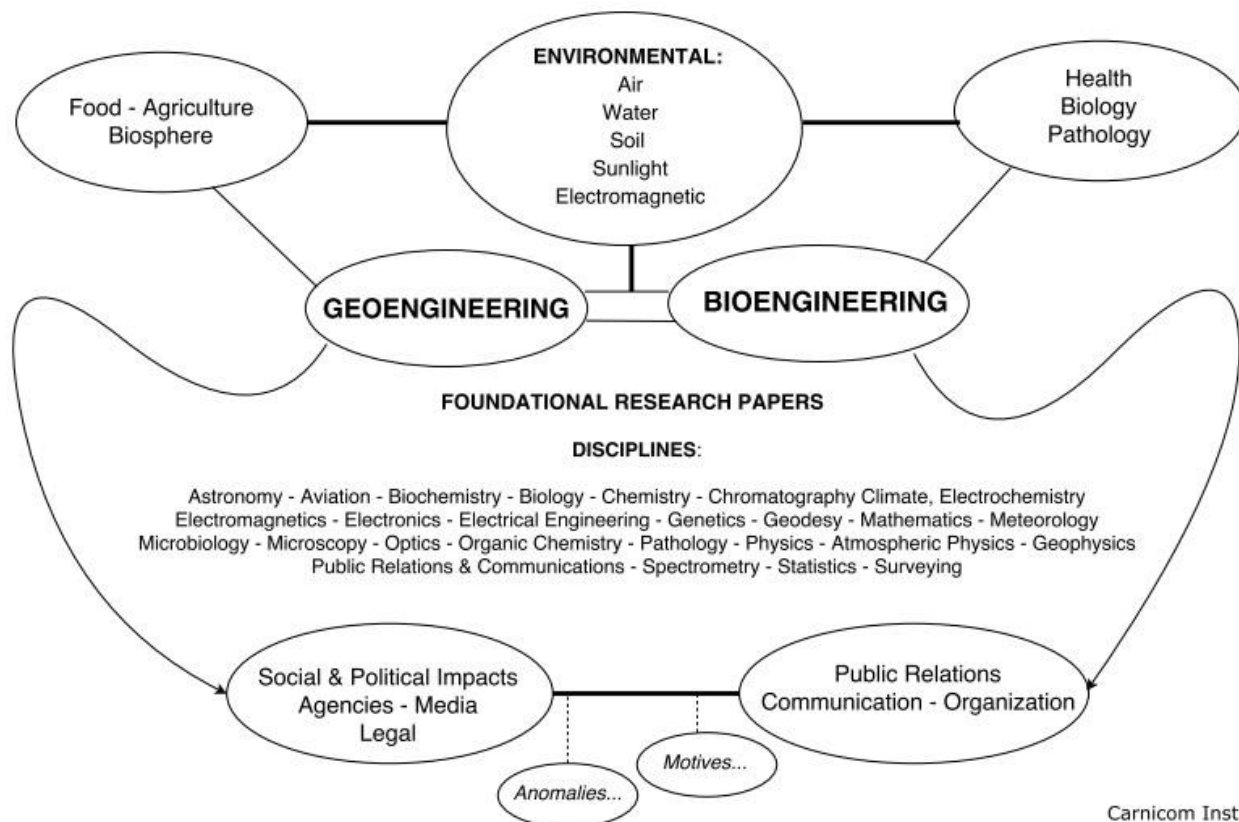 ENVIRONMENTAL:
Air
Water
Soil
Sunlight
Electromagnetic
Food - Agriculture
Biosphere
Health
Biology
Pathology
GEOENGINEERING
BIOENGINEERING
FOUNDATIONAL RESEARCH PAPERS
DISCIPLINES:
Astronomy - Aviation - Biochemistry - Biology - Chemistry - Chromatography Climate, Electrochemistry
Electromagnetics - Electronics - Electrical Engineering - Genetics - Geodesy - Mathematics - Meteorology
Microbiology - Microscopy - Optics - Organic Chemistry - Pathology - Physics - Atmospheric Physics - Geophysics
Public Relations & Communications - Spectrometry - Statistics - Surveying
Social & Political Impacts
Agencies - Media
Legal
Public Relations
Communication - Organization
Motives...
Anomalies...
Carnicom Inst